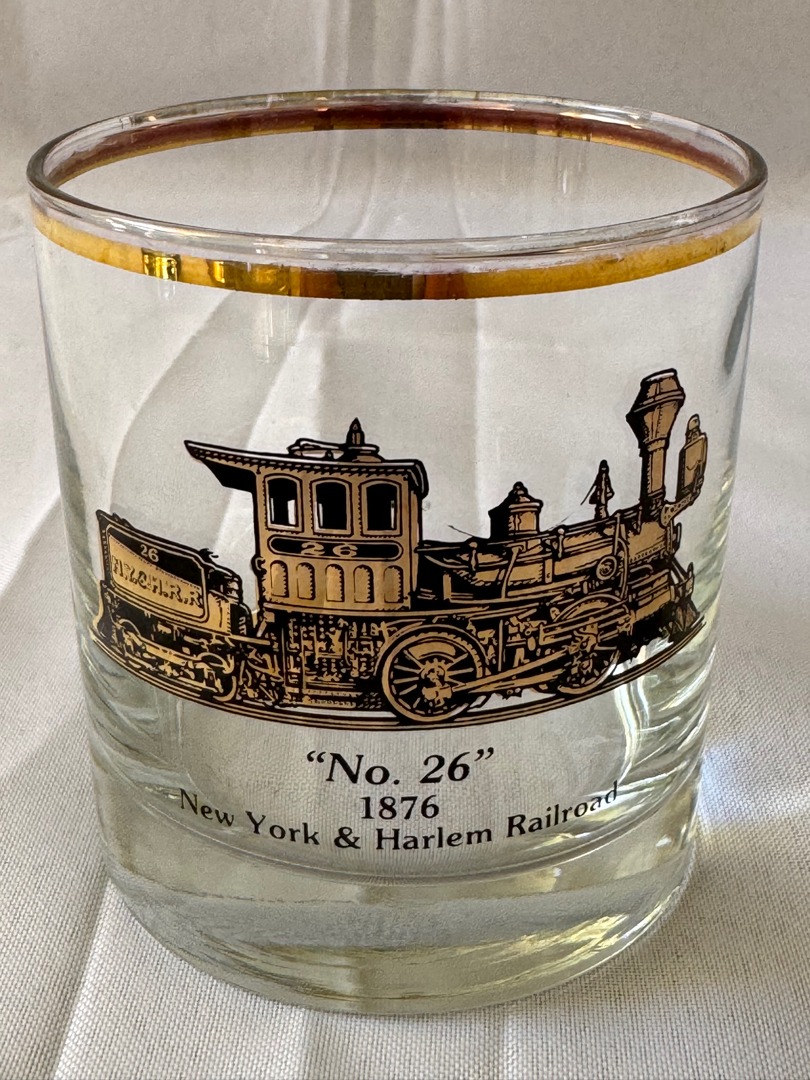 26
N.Y.&H.R.R
26
“No. 26”
1876
New York & Harlem Railroad